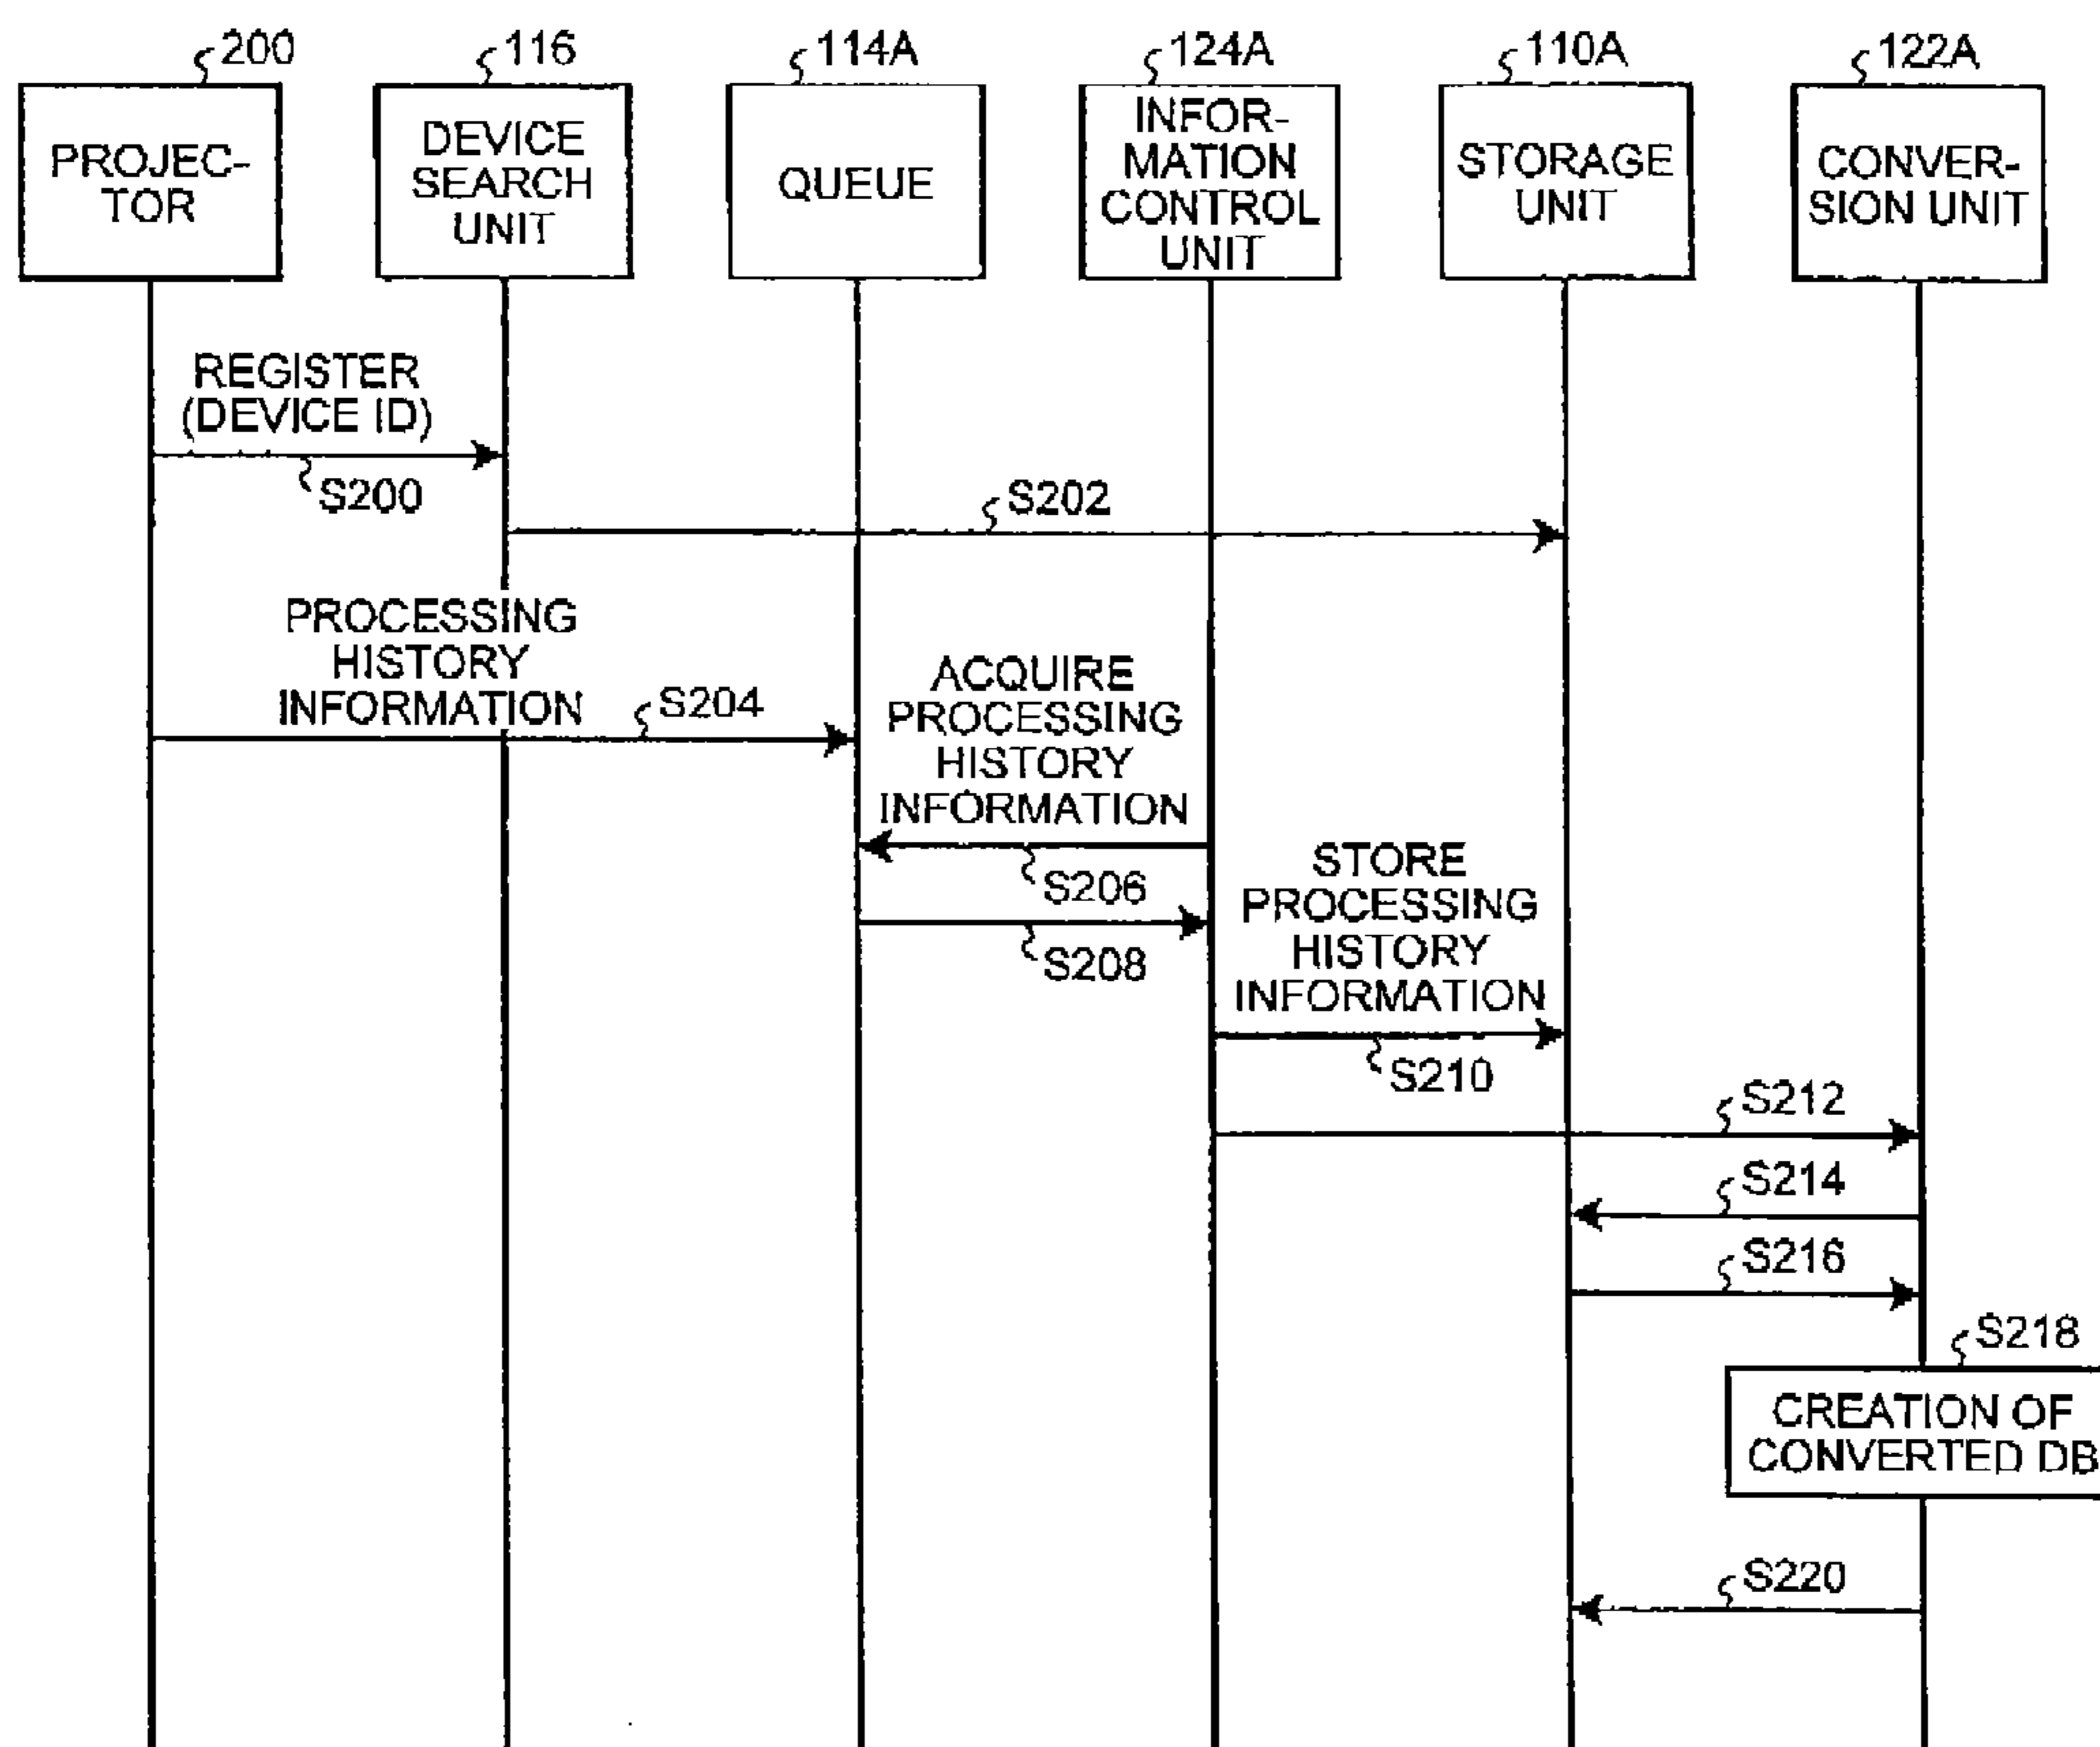 200
116
114A
124A
110A
122A
PROJEC-
TOR
DEVICE
SEARCH
UNIT
QUEUE
INFOR-
MATION
CONTROL
UNIT
STORAGE
UNIT
CONVER-
SION UNIT
REGISTER
(DEVICE ID)
S200
S202
PROCESSING
HISTORY
INFORMATION
S204
ACQUIRE
PROCESSING
HISTORY
INFORMATION
S206
S208
STORE
PROCESSING
HISTORY
INFORMATION
S210
S212
S214
S216
S218
CREATION OF
CONVERTED DB
S220